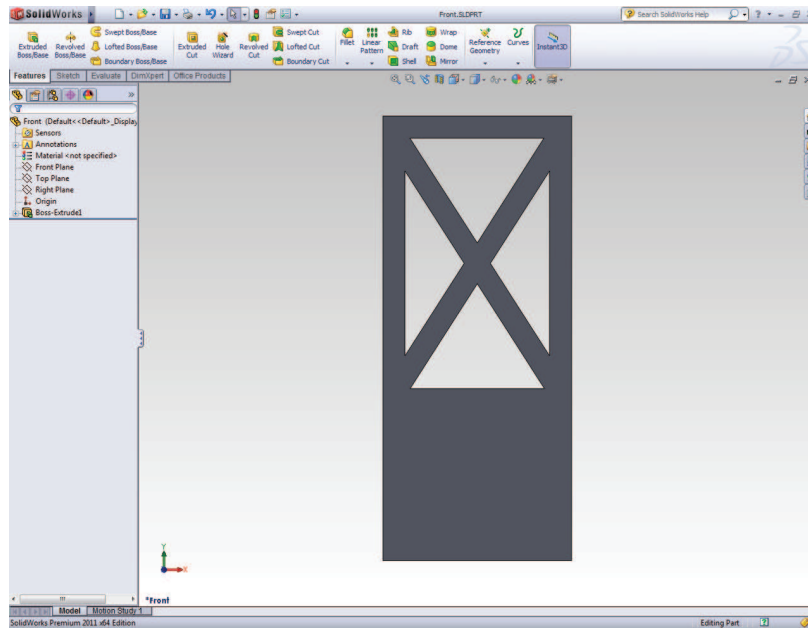 SolidWorks
Front.SLDPRT
Search SolidWorks Help
Extruded Boss/Base
Revolved Boss/Base
Swept Boss/Base
Lofted Boss/Base
Boundary Boss/Base
Extruded Cut
Hole Wizard
Revolved Cut
Swept Cut
Lofted Cut
Boundary Cut
Fillet
Linear Pattern
Rib
Draft
Shell
Wrap
Dome
Mirror
Reference Geometry
Curves
Instant3D
Features Sketch Evaluate DimXpert Office Products
Front (Default<<Default>_Display
Sensors
Annotations
Material <not specified>
Front Plane
Top Plane
Right Plane
Origin
Boss-Extrude1
Y
X
*Front
Model Motion Study 1
SolidWorks Premium 2011 x64 Edition
Editing Part